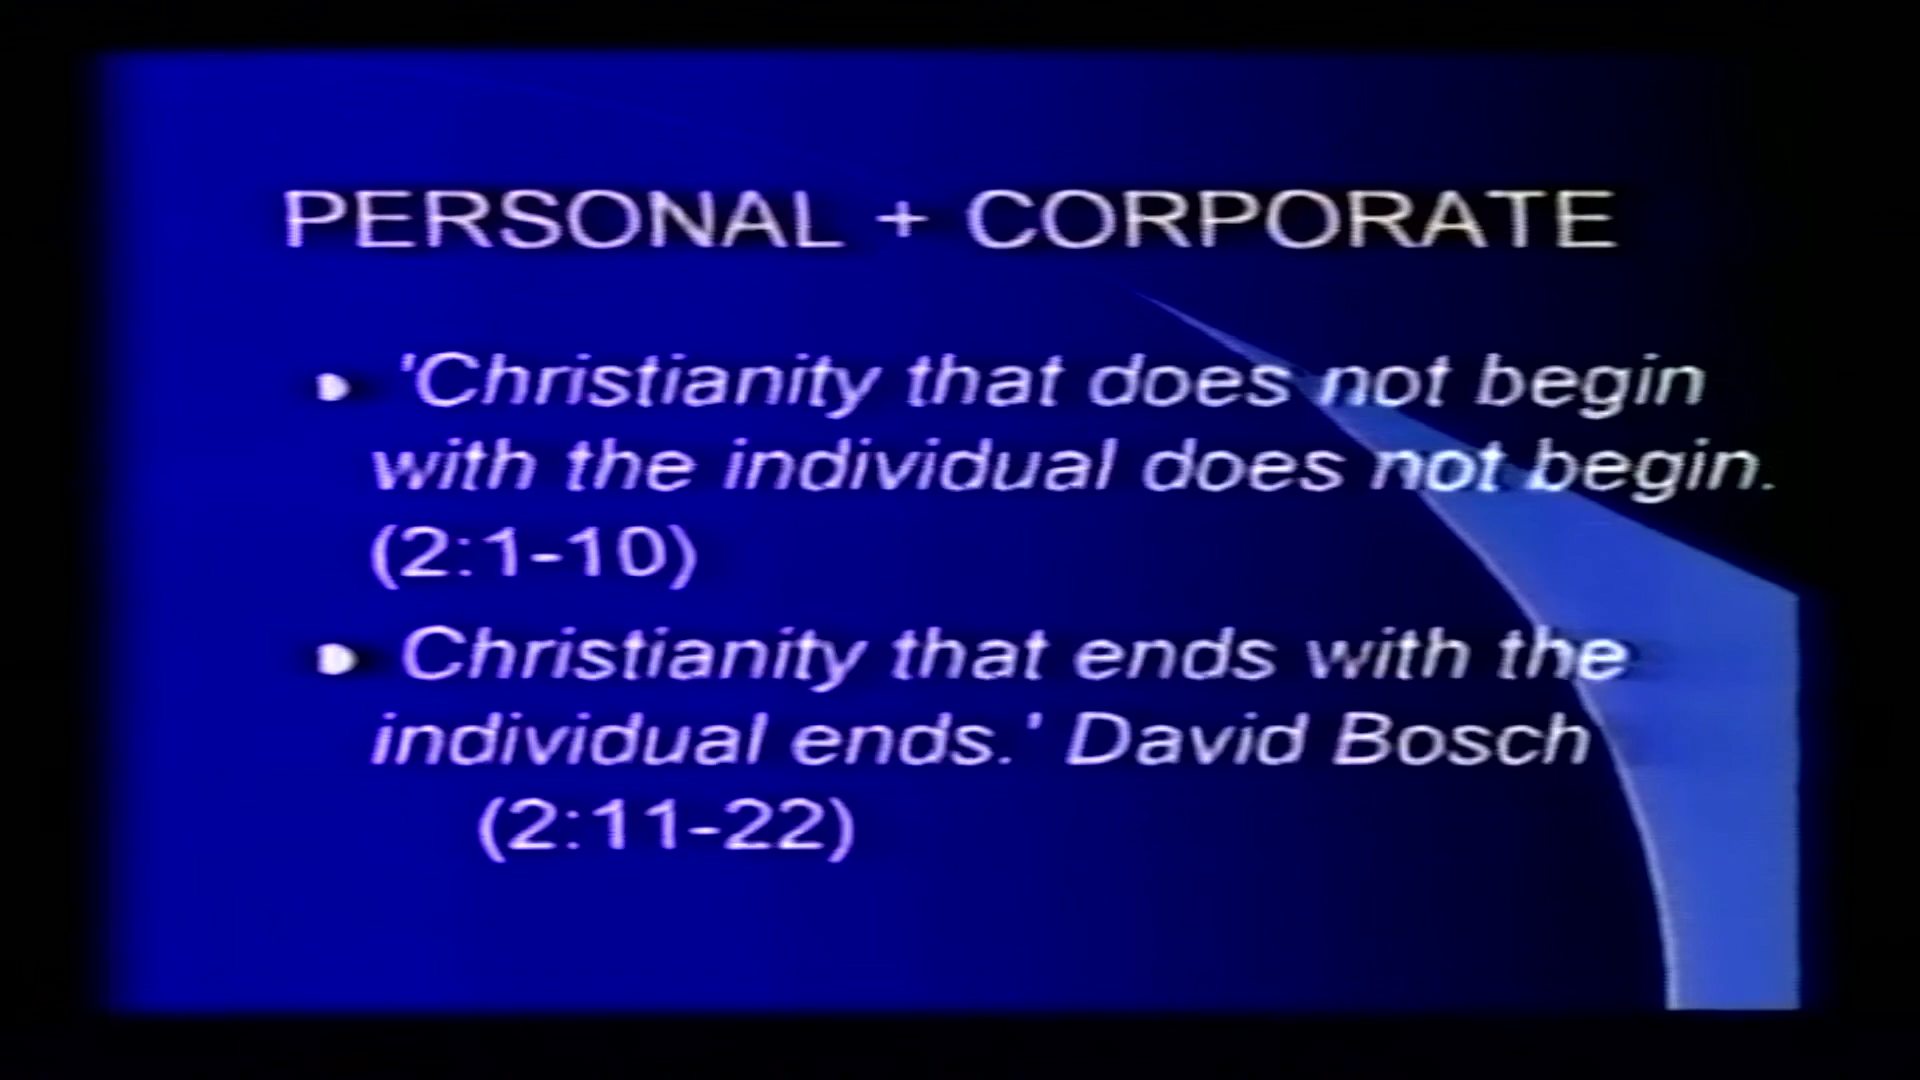 PERSONAL + CORPORATE
• 'Christianity that does not begin
with the individual does not begin.
(2:1-10)
• Christianity that ends with the
individual ends.' David Bosch
(2:11-22)